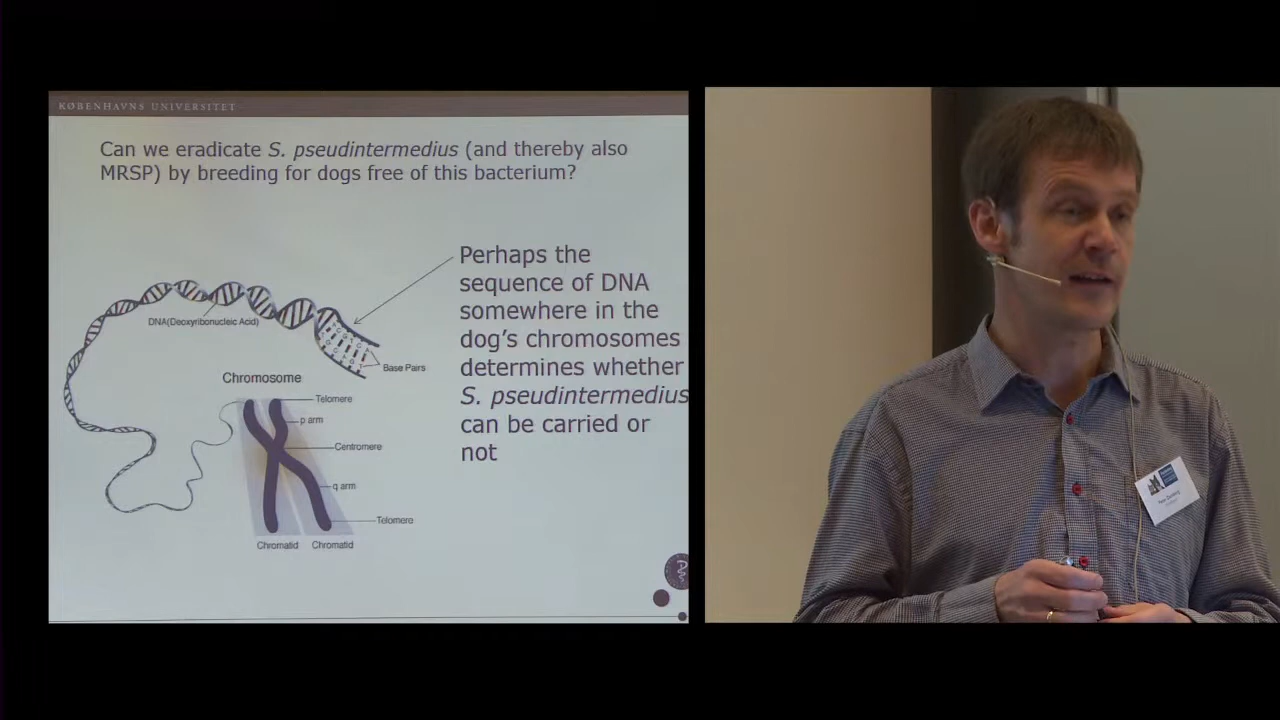 KØBENHAVNS UNIVERSITET
Can we eradicate S. pseudintermedius (and thereby also
MRSP) by breeding for dogs free of this bacterium?
Perhaps the
sequence of DNA
somewhere in the
dog's chromosomes
determines whether
S. pseudintermedius
can be carried or
not
DNA(Deoxyribonucleic Acid)
Base Pairs
Chromosome
Telomere
p arm
Centromere
q arm
Telomere
Chromatid Chromatid